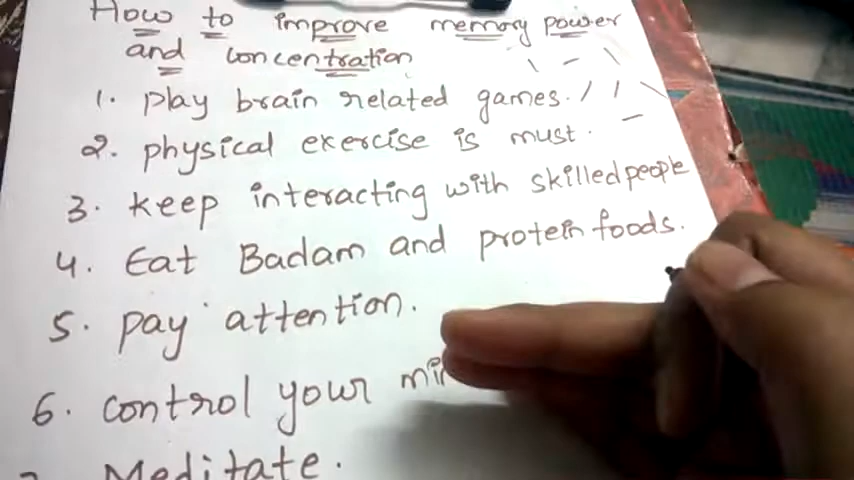 How to improve memory power
and concentration
1. play brain related games.
2. physical exercise is must.
3. keep interacting with skilled people
4. Eat Badam and protein foods.
5. pay attention.
6. control your
Meditate.